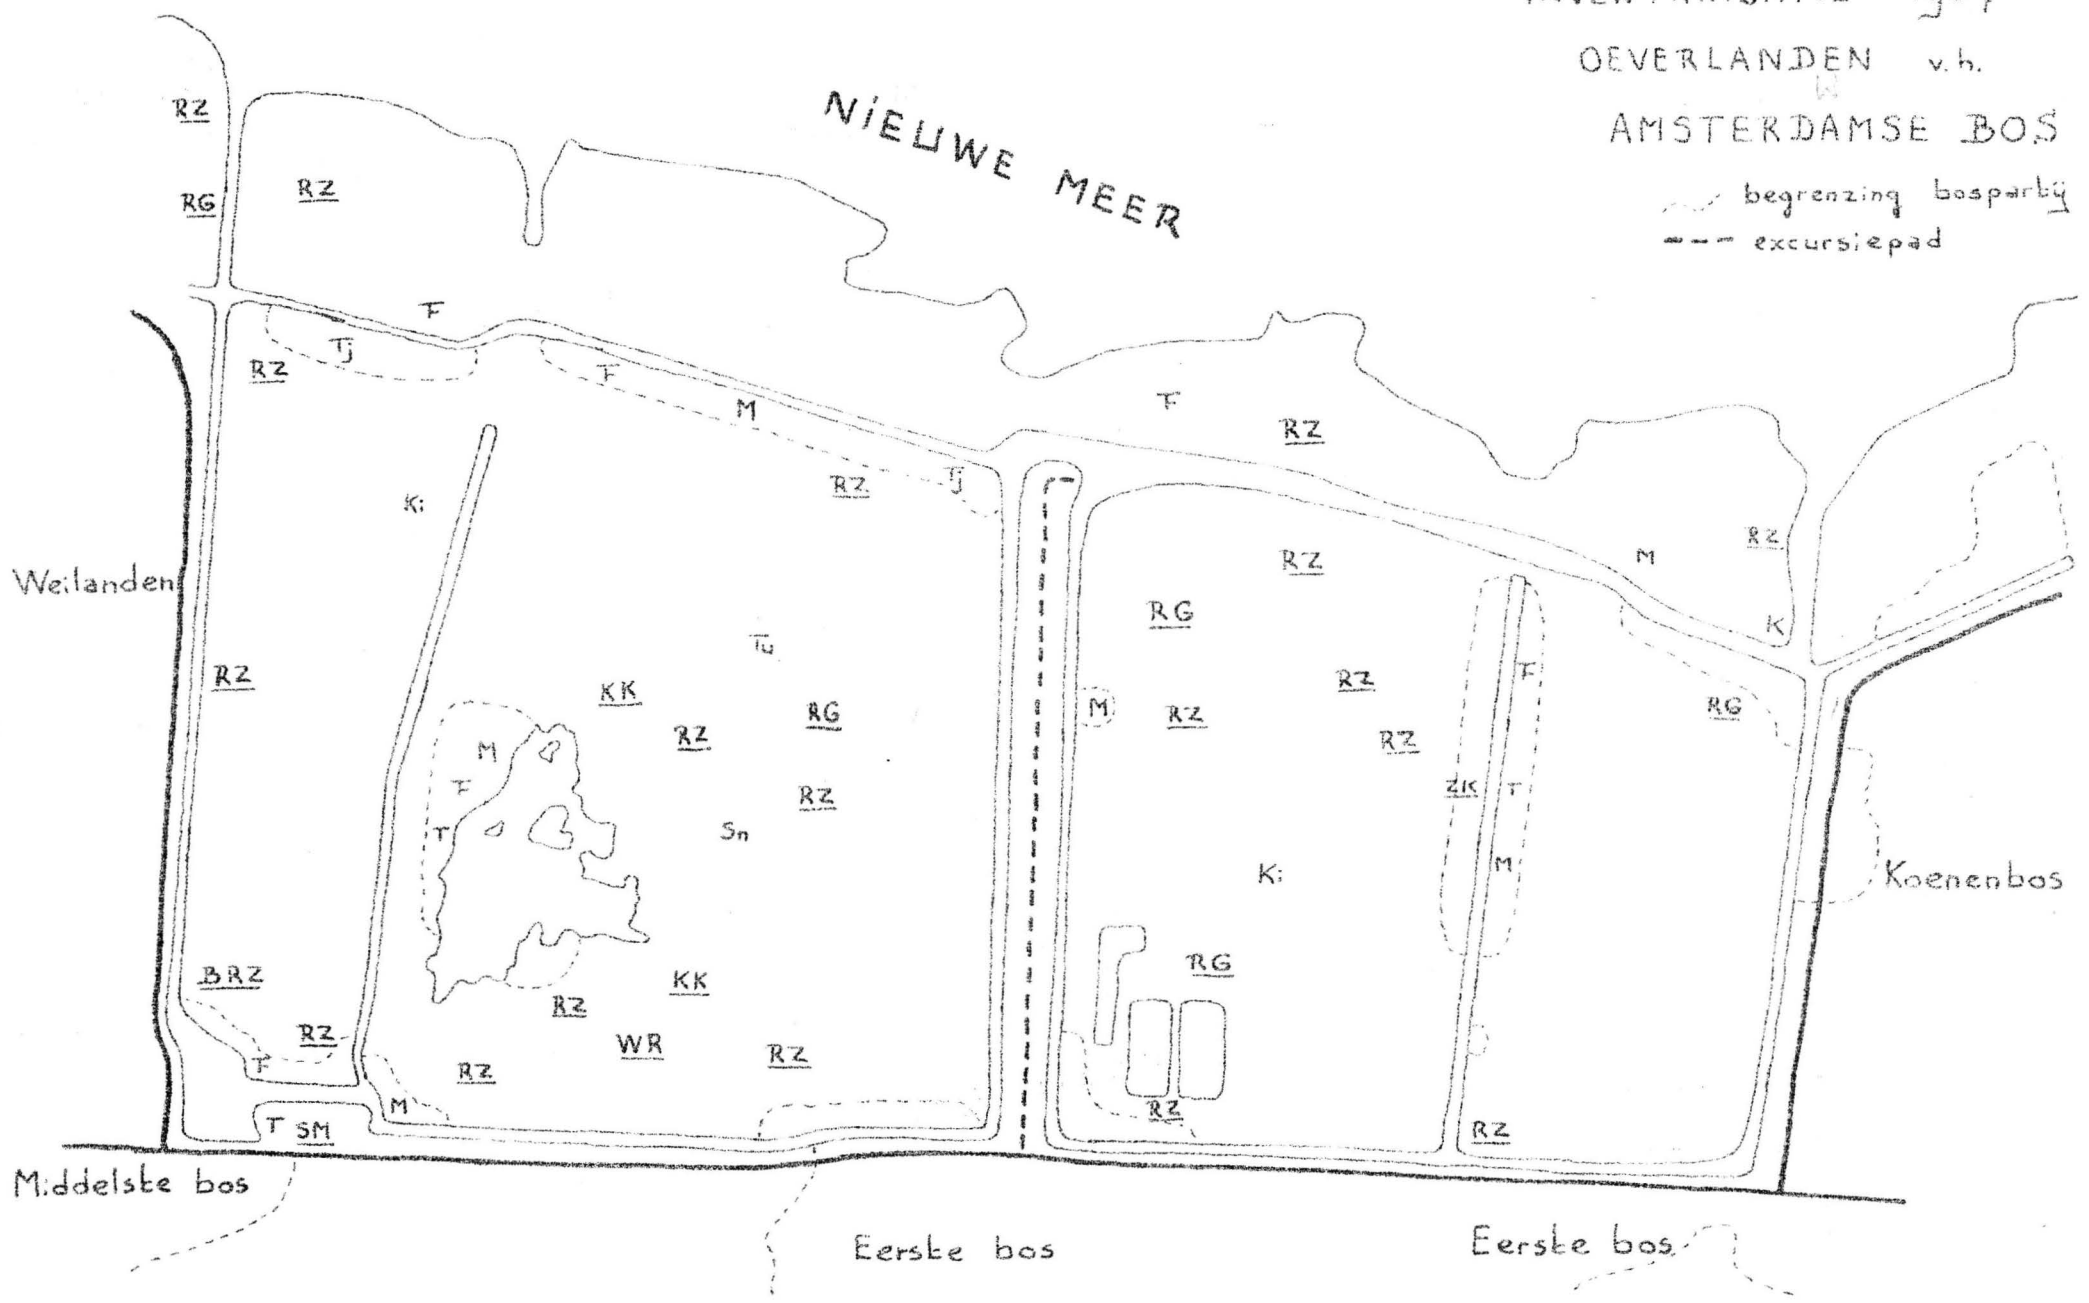 OEVERLANDEN v.h.
AMSTERDAMSE BOS
begrenzing bospartij
excursiepad
NIEUWE MEER
RZ
RZ
RG
F
Tj
RZ
F
M
RZ
Tj
F
RZ
Ki
RZ
M
RZ
K
Weilanden
RG
Tu
RZ
KK
RZ
RG
RZ
F
M
RZ
RZ
RG
M
RZ
F
RZ
ZK
T
T
Sn
M
Ki
Koenenbos
BRZ
KK
RG
RZ
RZ
WR
RZ
F
RZ
M
RZ
T SM
RZ
Middelste bos
Eerste bos
Eerste bos